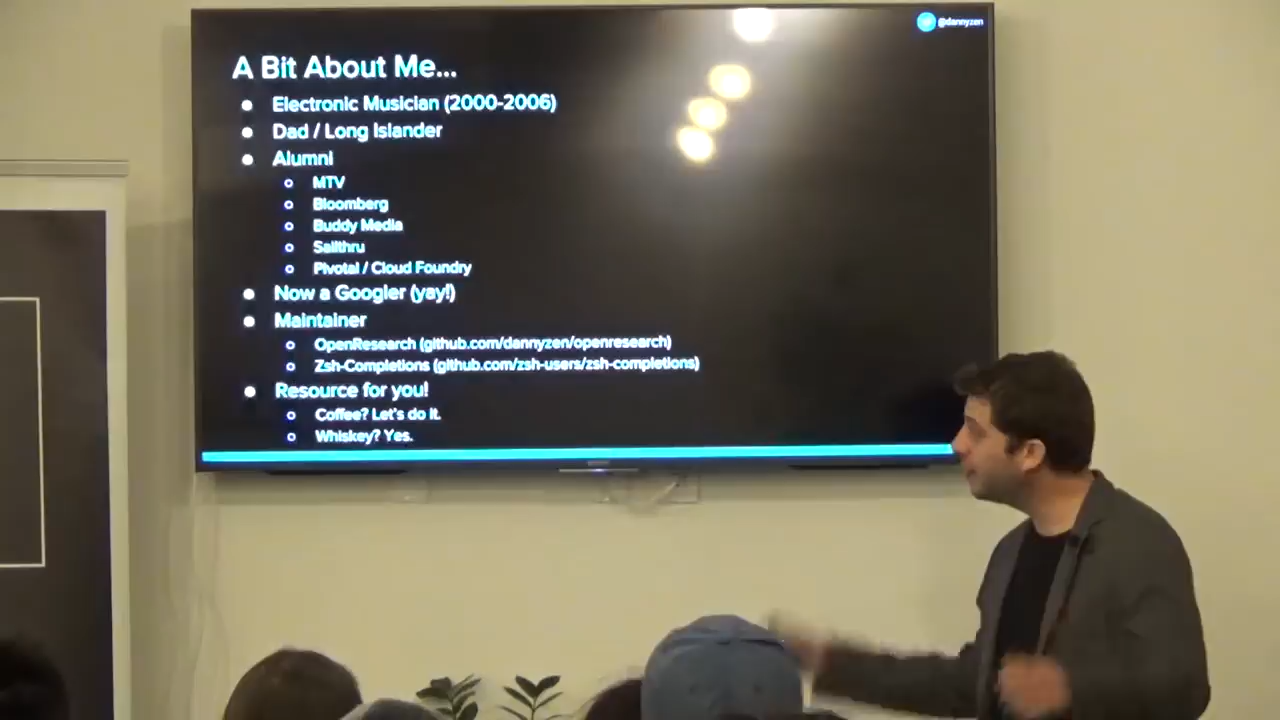 @dannyzen
A Bit About Me...
Electronic Musician (2000-2006)
Dad / Long Islander
Alumni
MTV
Bloomberg
Buddy Media
Sailthru
Pivotal / Cloud Foundry
Now a Googler (yay!)
Maintainer
OpenResearch (github.com/dannyzen/openresearch)
Zsh-Completions (github.com/zsh-users/zsh-completions)
Resource for you!
Coffee? Let's do it.
Whiskey? Yes.